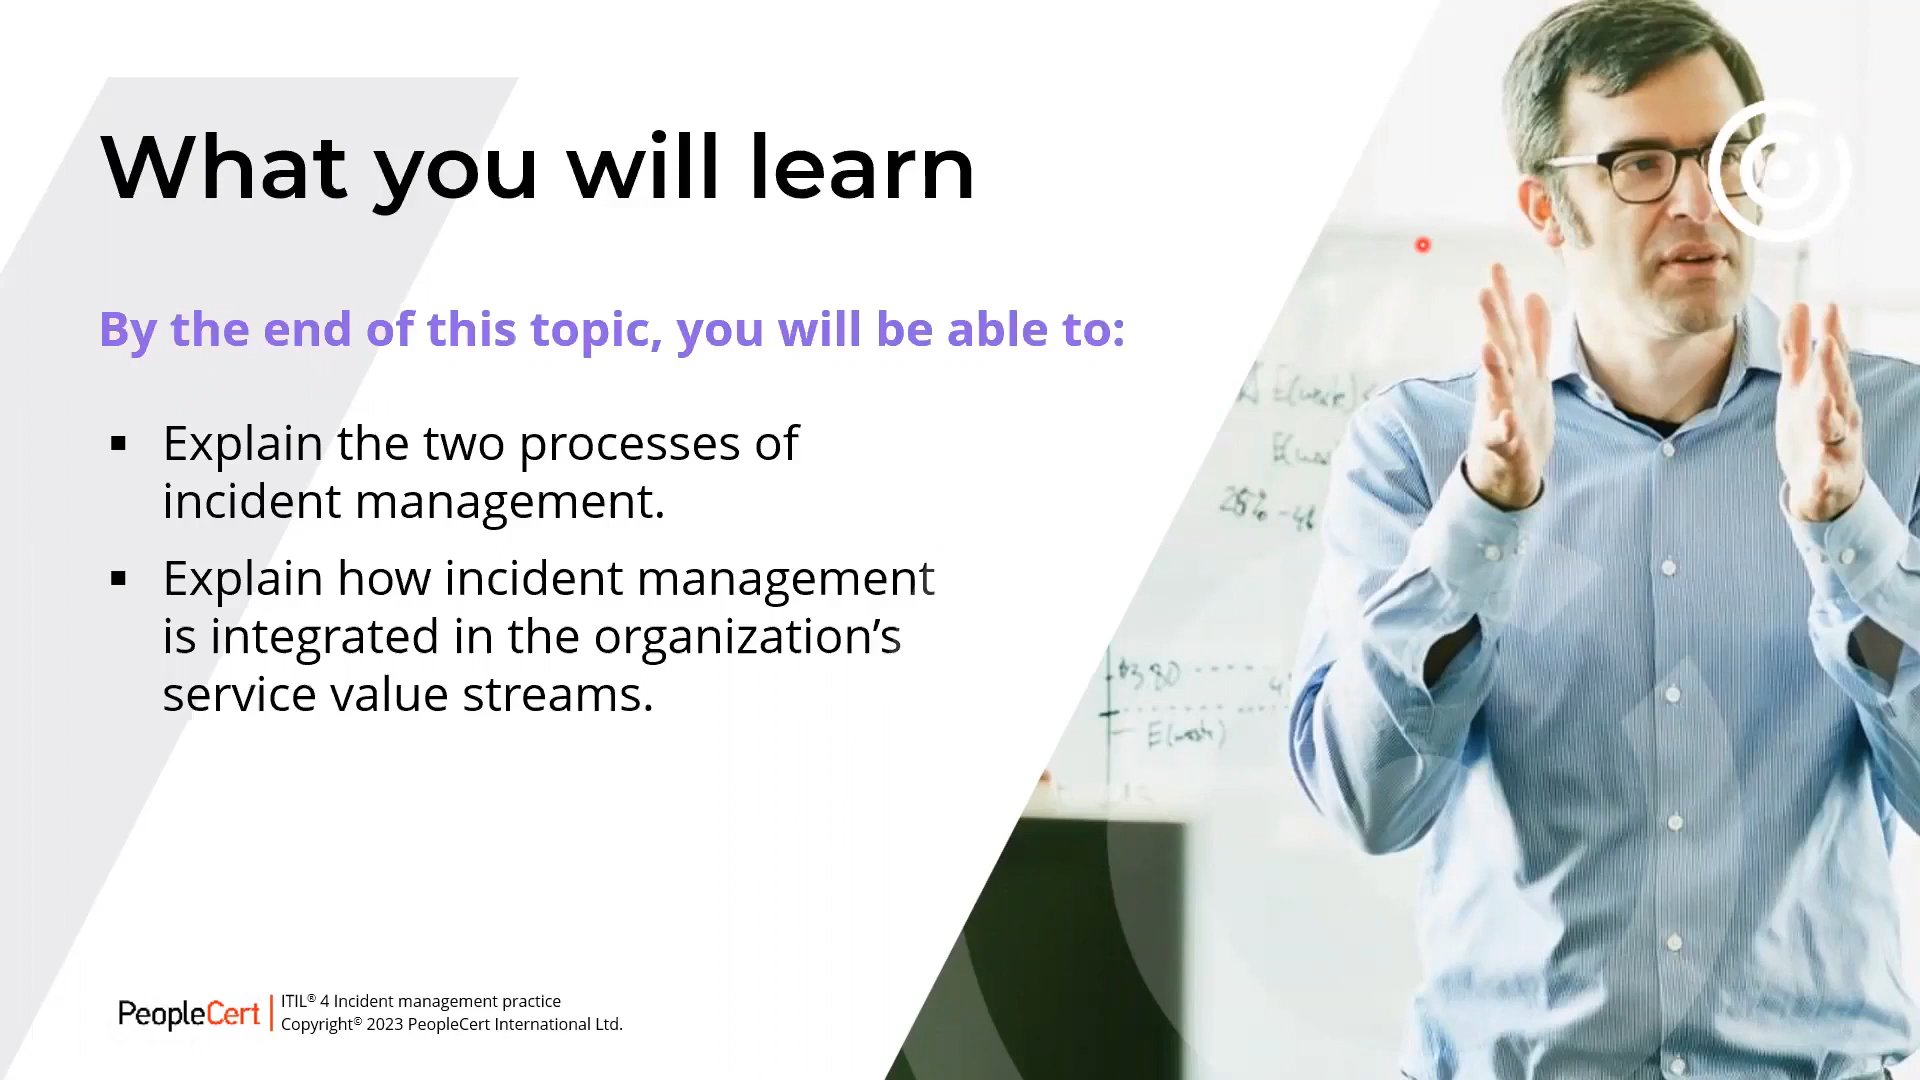 What you will learn
By the end of this topic, you will be able to:
▪ Explain the two processes of
incident management.
▪ Explain how incident management
is integrated in the organization’s
service value streams.
PeopleCert
ITIL® 4 Incident management practice
Copyright© 2023 PeopleCert International Ltd.
25%
E(work)